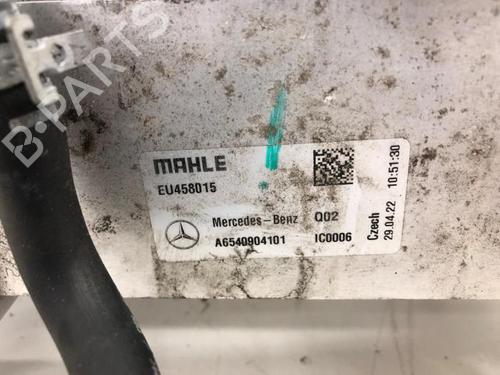 B-PARTS
MAHLE
EU458015
Mercedes-Benz Q02
A6540904101 IC0006
Czech
29.04.22 10:51:30